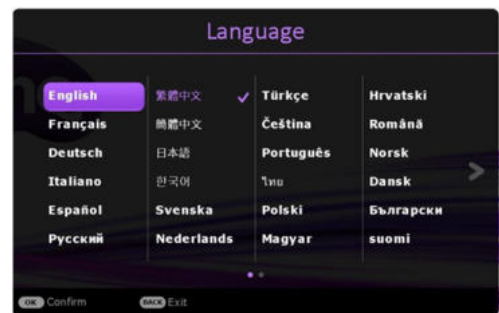 Language
English
Français
Deutsch
Italiano
Español
Русский
繁體中文
簡體中文
日本語
한국어
Svenska
Nederlands
Türkçe
Čeština
Português
ไทย
Polski
Magyar
Hrvatski
Română
Norsk
Dansk
Български
suomi
OK Confirm
BACK Exit